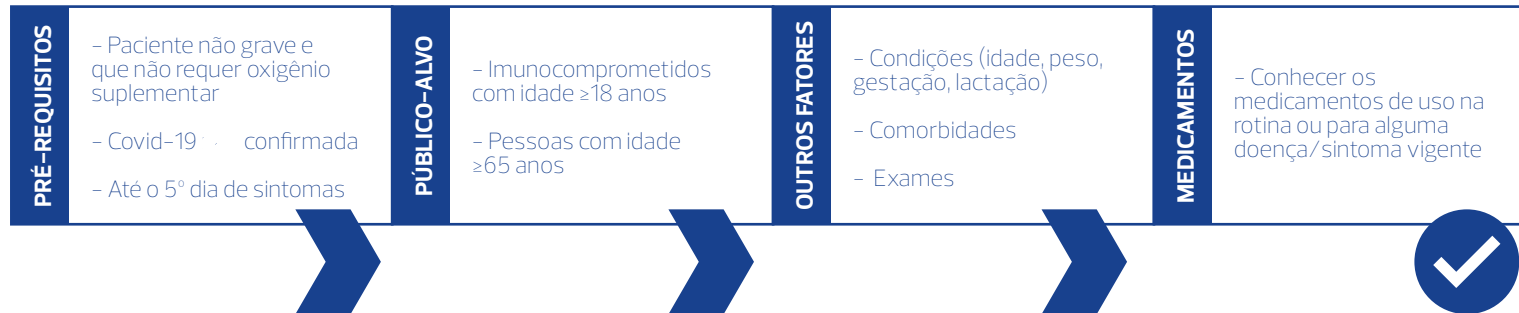 PRÉ-REQUISITOS
- Paciente não grave e
que não requer oxigênio
suplementar
- Covid-19 confirmada
- Até o 5º dia de sintomas
PÚBLICO-ALVO
- Imunocomprometidos
com idade ≥18 anos
- Pessoas com idade
≥65 anos
OUTROS FATORES
- Condições (idade, peso,
gestação, lactação)
- Comorbidades
- Exames
MEDICAMENTOS
- Conhecer os
medicamentos de uso na
rotina ou para alguma
doença/sintoma vigente